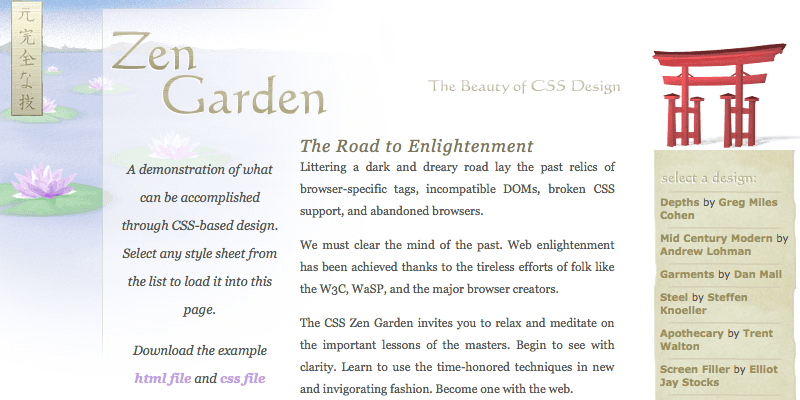 元
完
全
な
技
Zen
Garden
The Beauty of CSS Design
A demonstration of what
can be accomplished
through CSS-based design.
Select any style sheet from
the list to load it into this
page.
Download the example
html file and css file
The Road to Enlightenment
Littering a dark and dreary road lay the past relics of
browser-specific tags, incompatible DOMs, broken CSS
support, and abandoned browsers.
We must clear the mind of the past. Web enlightenment
has been achieved thanks to the tireless efforts of folk like
the W3C, WaSP, and the major browser creators.
The CSS Zen Garden invites you to relax and meditate on
the important lessons of the masters. Begin to see with
clarity. Learn to use the time-honored techniques in new
and invigorating fashion. Become one with the web.
select a design:
Depths by Greg Miles
Cohen
Mid Century Modern by
Andrew Lohman
Garments by Dan Mall
Steel by Steffen
Knoeller
Apothecary by Trent
Walton
Screen Filler by Elliot
Jay Stocks